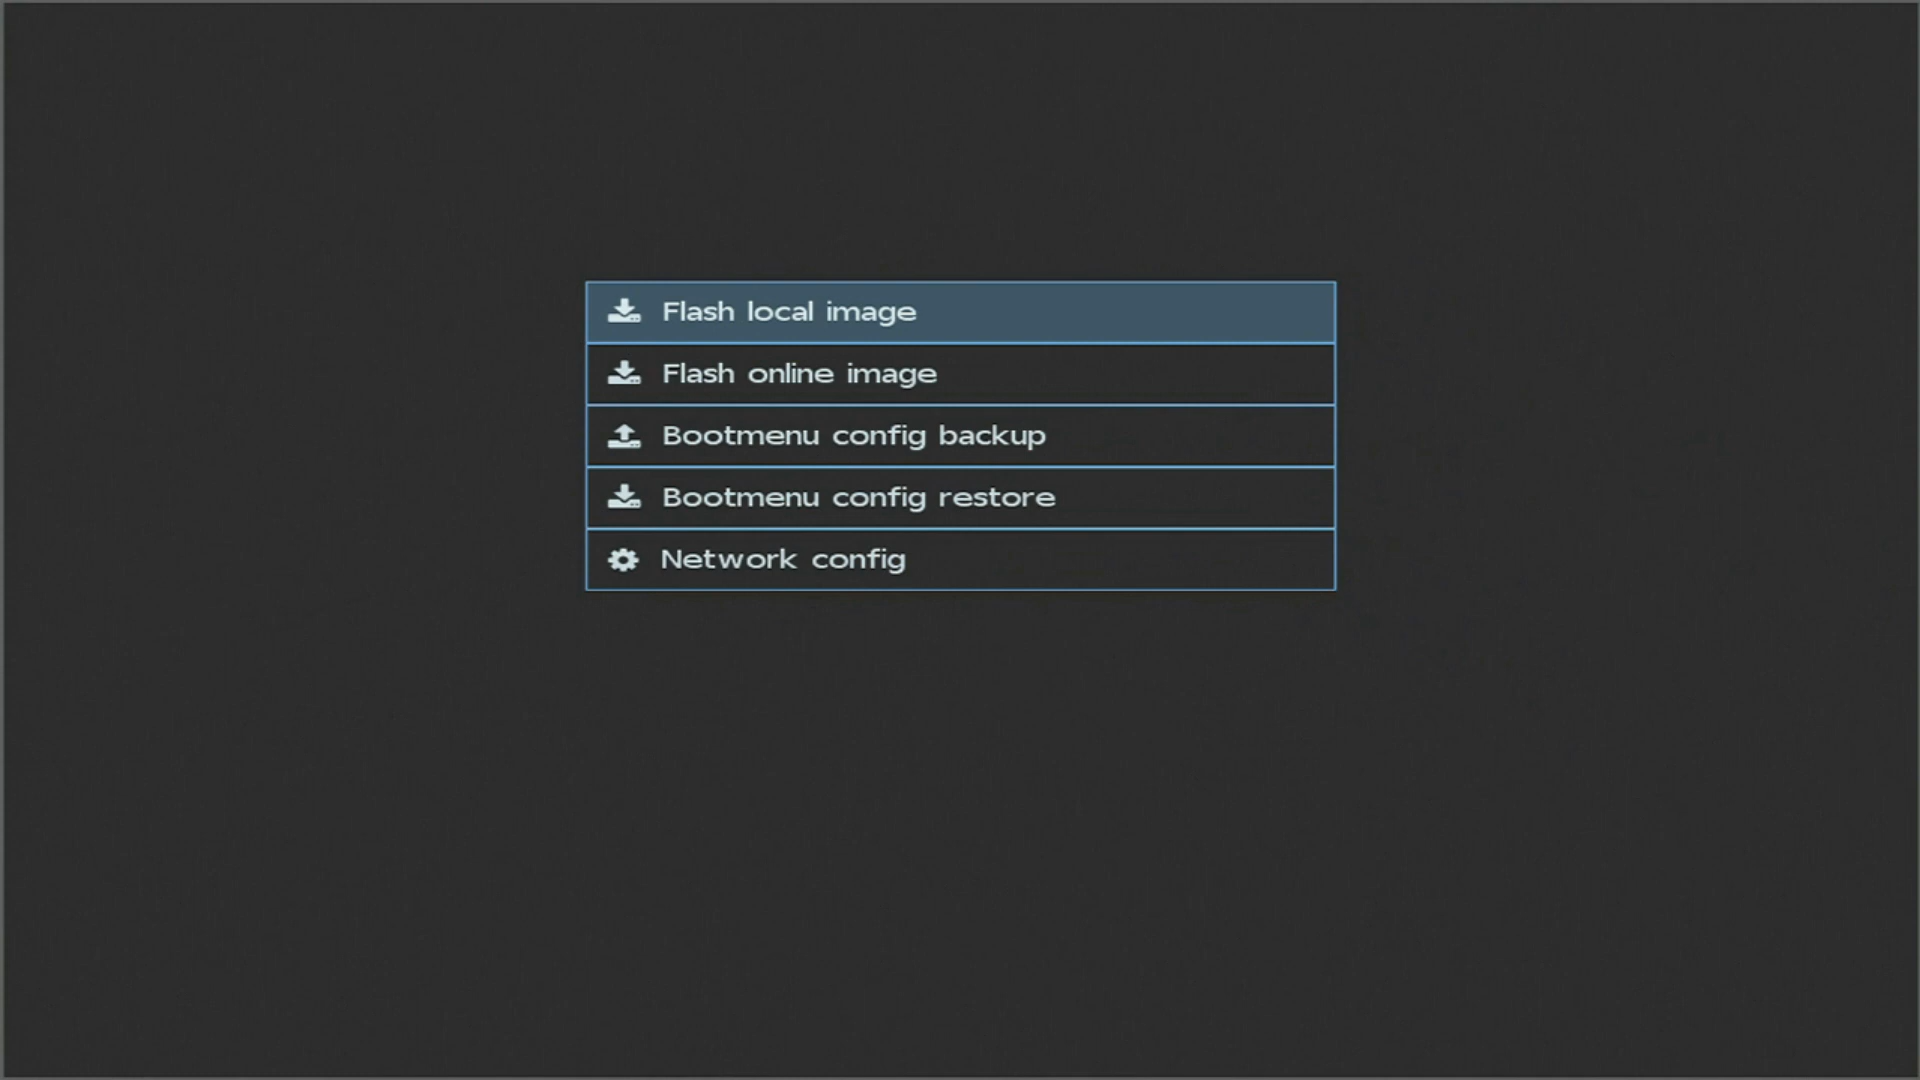 Flash local image
Flash online image
Bootmenu config backup
Bootmenu config restore
Network config